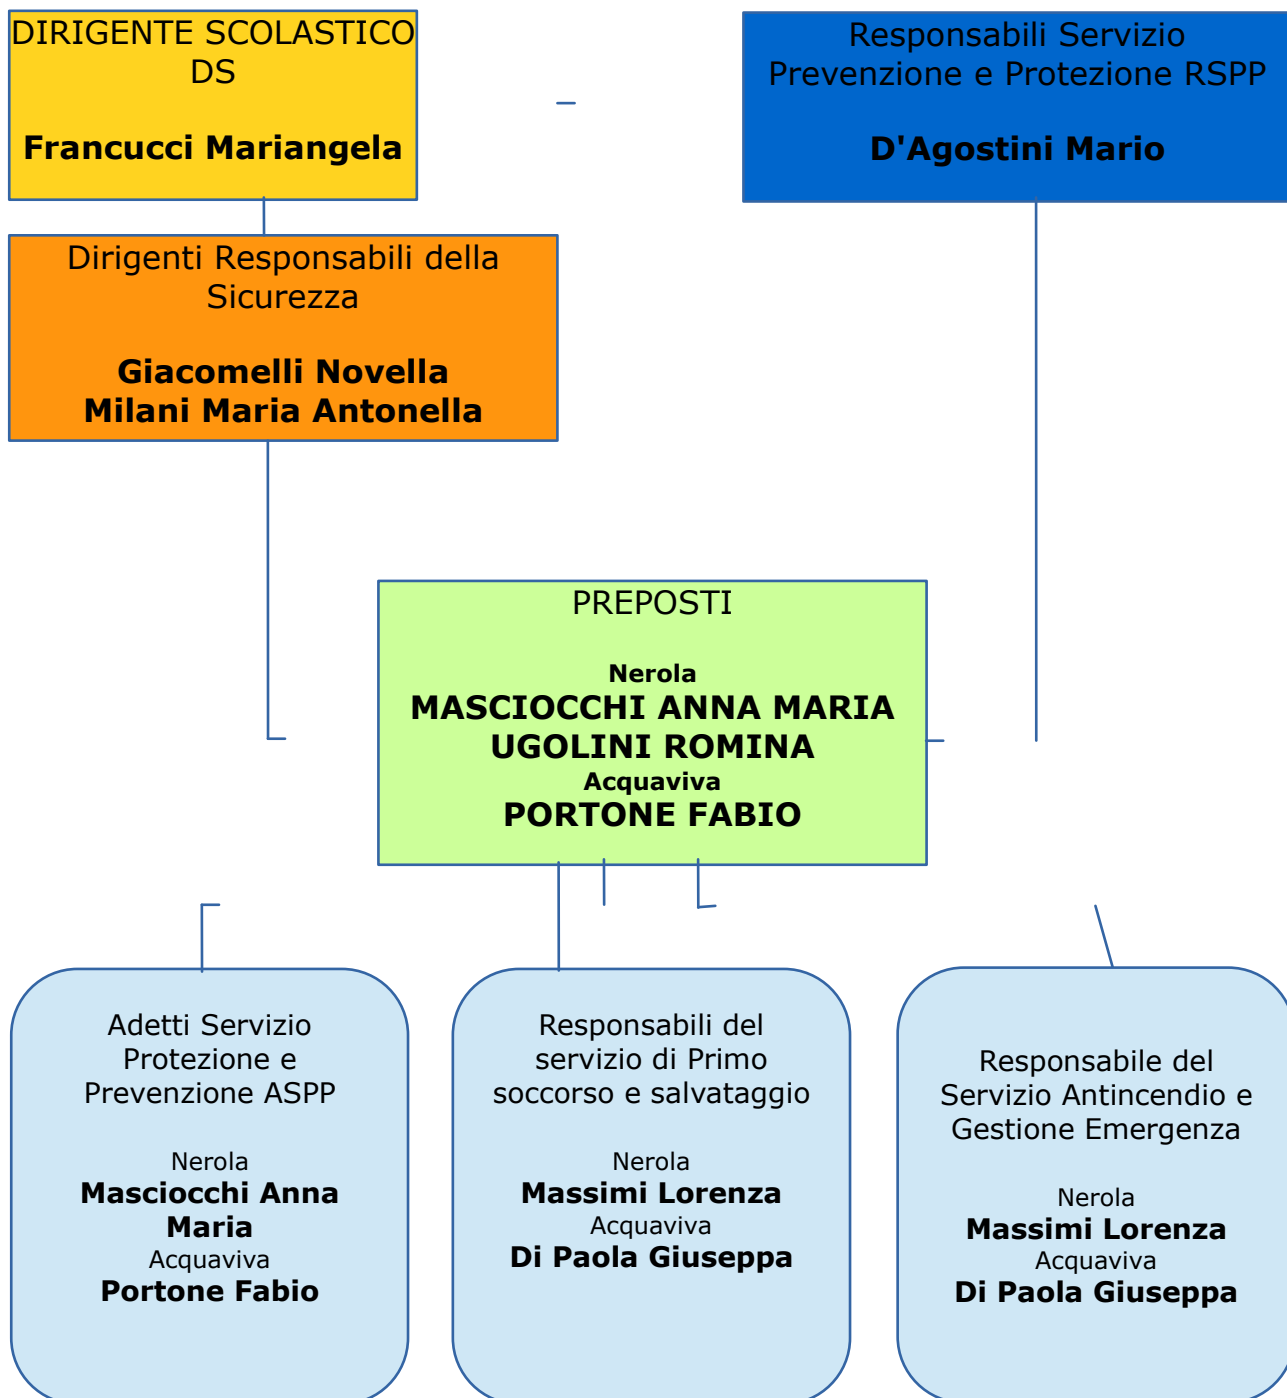 DIRIGENTE SCOLASTICO
DS
Francucci Mariangela
Responsabili Servizio
Prevenzione e Protezione RSPP
D'Agostini Mario
Dirigenti Responsabili della
Sicurezza
Giacomelli Novella
Milani Maria Antonella
PREPOSTI
Nerola
MASCIOCCHI ANNA MARIA
UGOLINI ROMINA
Acquaviva
PORTONE FABIO
Adetti Servizio
Protezione e
Prevenzione ASPP
Nerola
Masciocchi Anna
Maria
Acquaviva
Portone Fabio
Responsabili del
servizio di Primo
soccorso e salvataggio
Nerola
Massimi Lorenza
Acquaviva
Di Paola Giuseppa
Responsabile del
Servizio Antincendio e
Gestione Emergenza
Nerola
Massimi Lorenza
Acquaviva
Di Paola Giuseppa